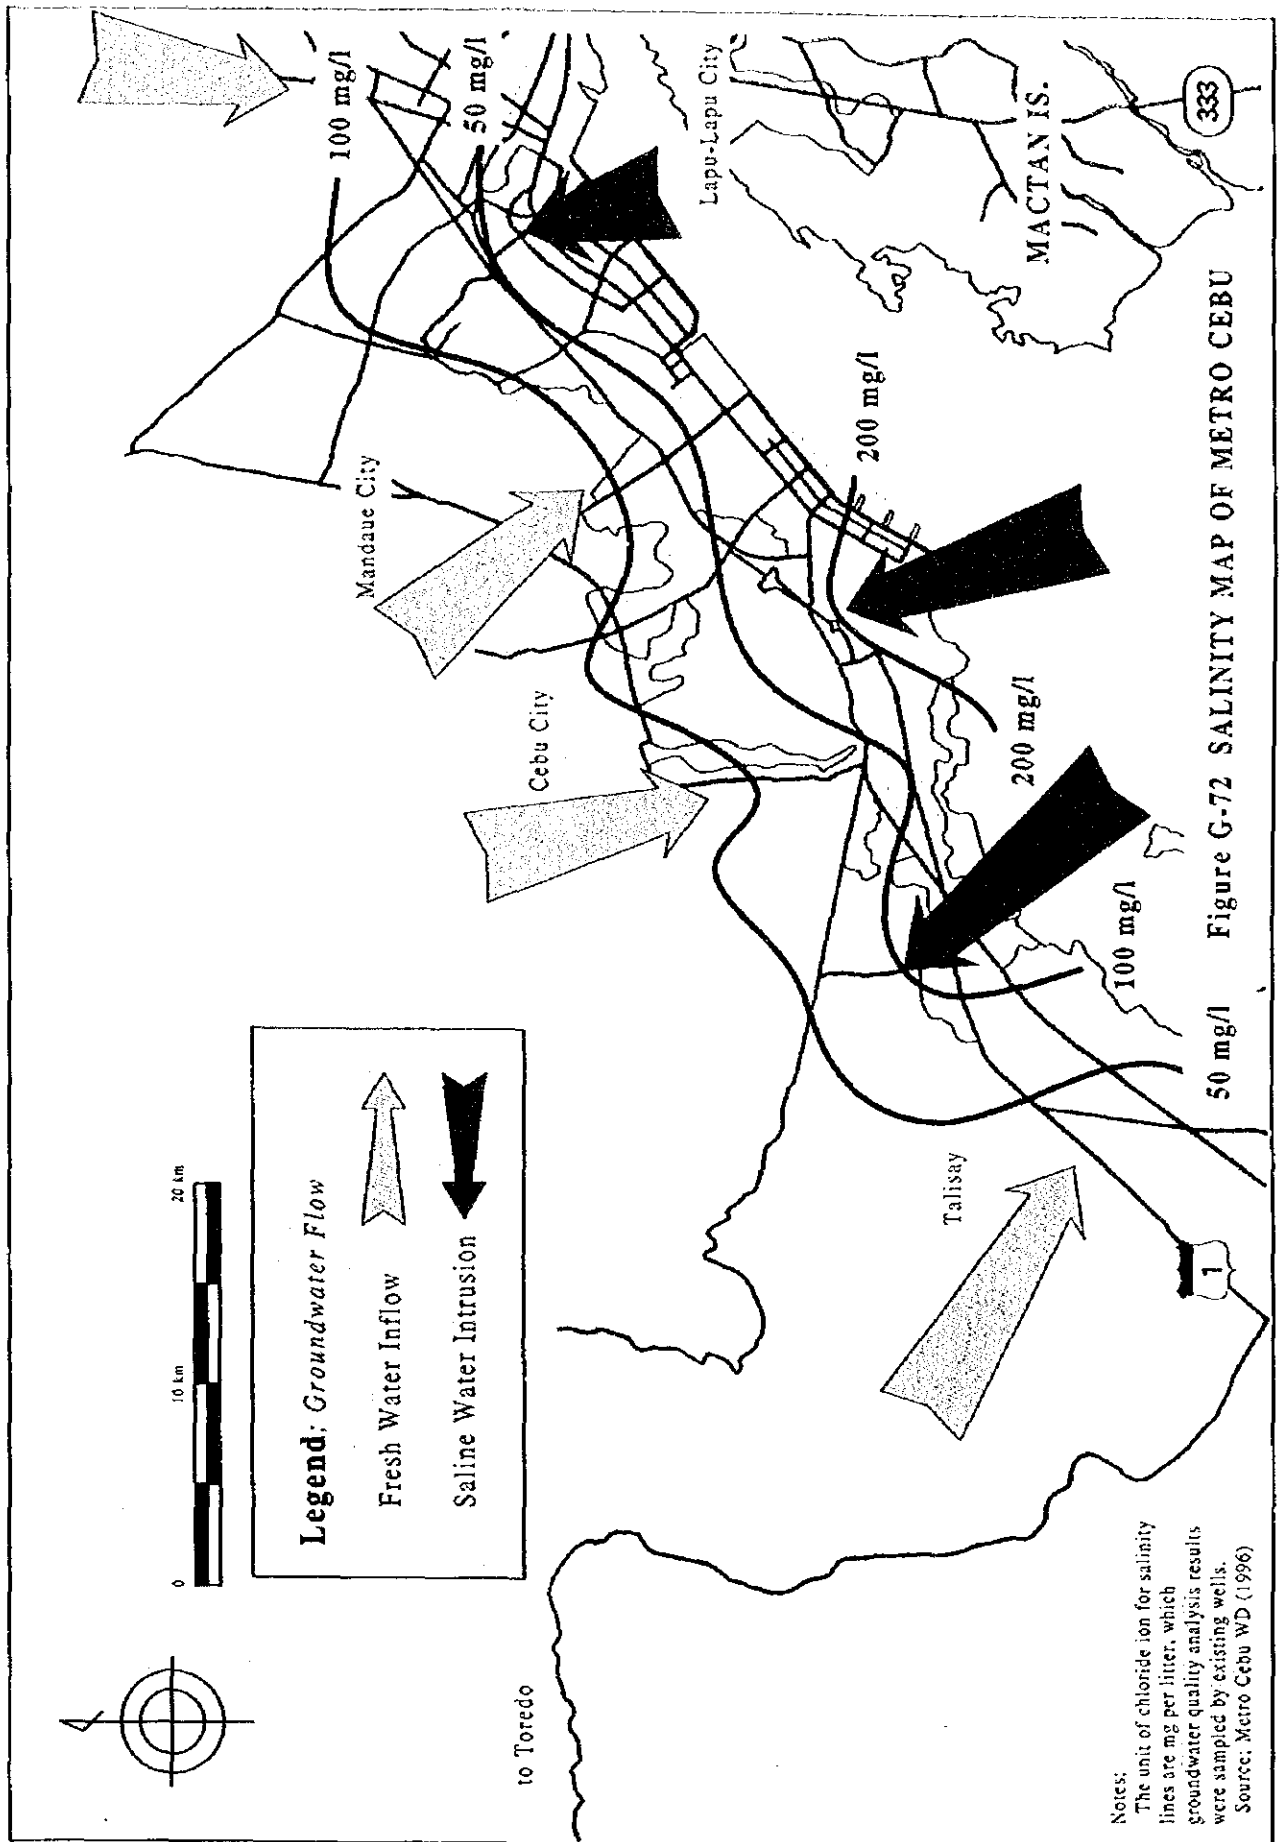 0
10 km
20 km
Legend; Groundwater Flow
Fresh Water Inflow
Saline Water Intrusion
to Toredo
Mandaue City
Cebu City
Talisay
Lapu-Lapu City
MACTAN IS.
100 mg/l
50 mg/l
200 mg/l
200 mg/l
100 mg/l
50 mg/l
1
333
Notes;
The unit of chloride ion for salinity
lines are mg per litter, which
groundwater quality analysis results
were sampled by existing wells.
Source; Metro Cebu WD (1996)
Figure G-72 SALINITY MAP OF METRO CEBU